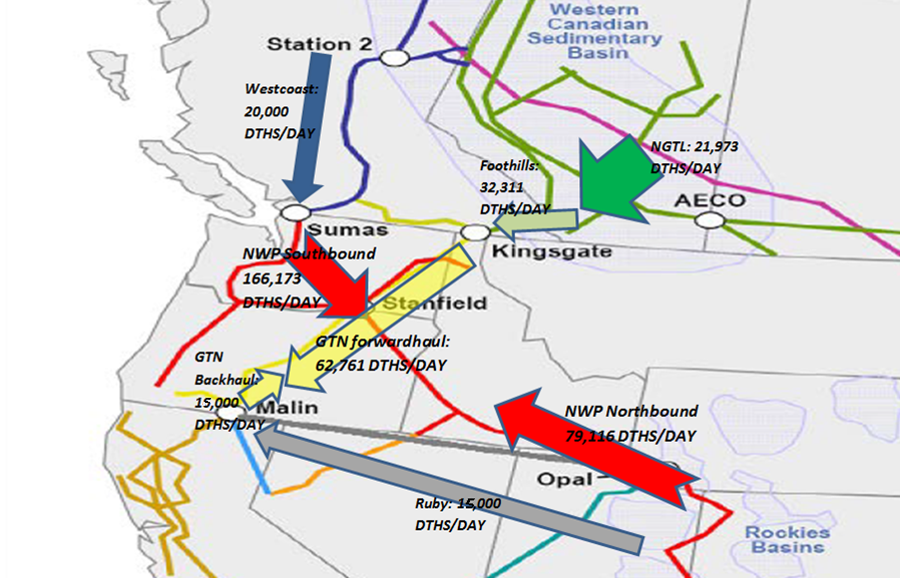 Western
Canadian
Sedimentary
Basin
Station 2
Westcoast:
20,000
DTHS/DAY
NGTL: 21,973
DTHS/DAY
Foothills:
32,311
DTHS/DAY
AECO
Sumas
Kingsgate
NWP Southbound
166,173
DTHS/DAY
Stanfield
GTN forwardhaul:
62,761 DTHS/DAY
GTN
Backhaul:
15,000
DTHS/DAY
Malin
NWP Northbound
79,116 DTHS/DAY
Opal
Ruby: 15,000
DTHS/DAY
Rockies
Basins